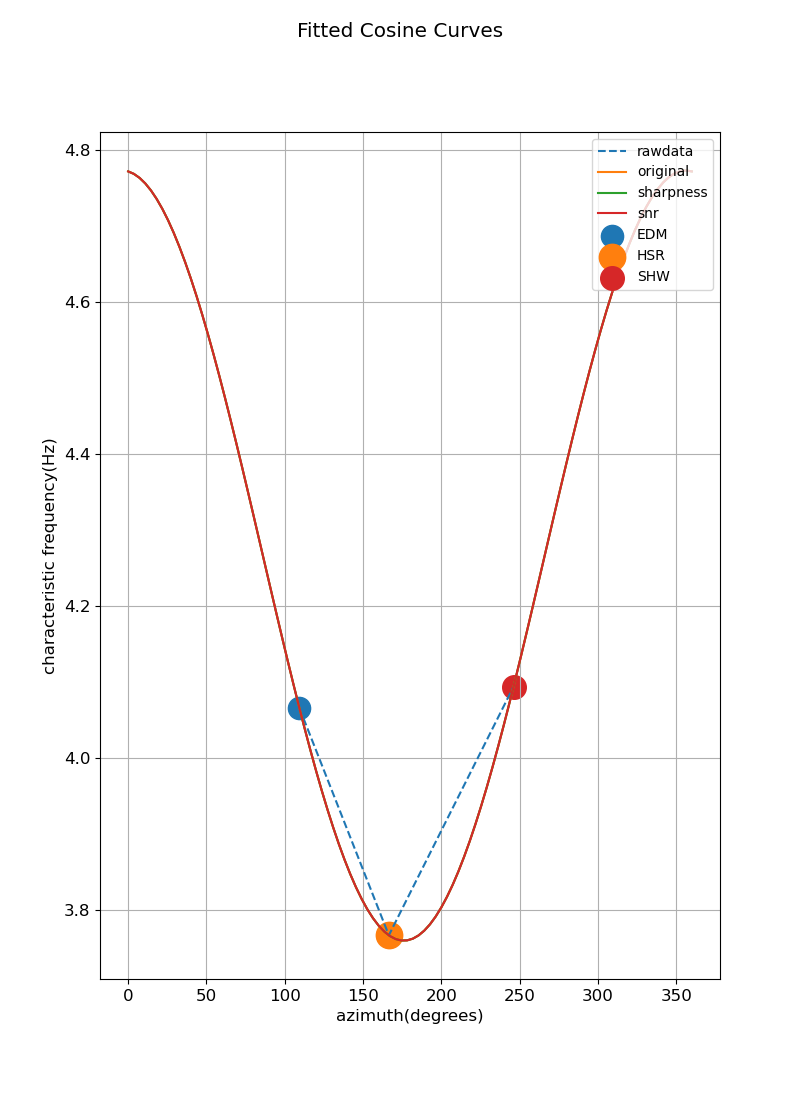 Fitted Cosine Curves
4.8
4.6
4.4
4.2
4.0
3.8
characteristic frequency(Hz)
0 50 100 150 200 250 300 350
azimuth(degrees)
rawdata
original
sharpness
snr
EDM
HSR
SHW